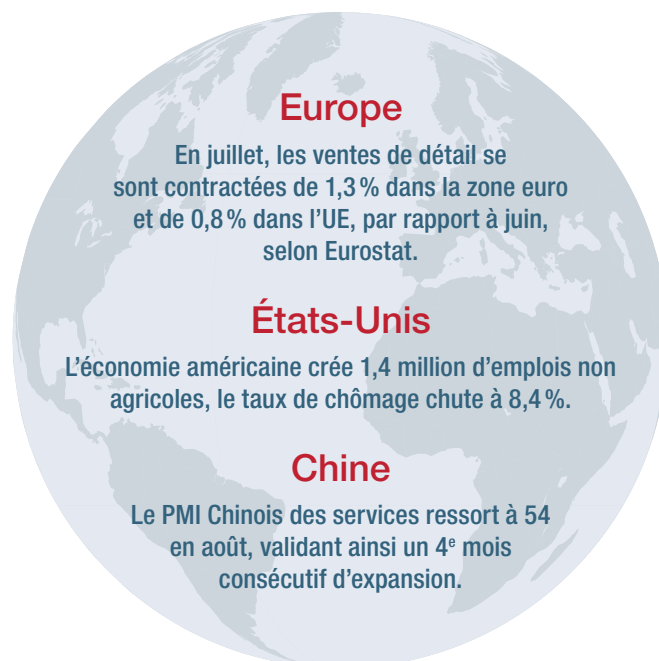 Europe
En juillet, les ventes de détail se
sont contractées de 1,3 % dans la zone euro
et de 0,8 % dans l’UE, par rapport à juin,
selon Eurostat.
États-Unis
L’économie américaine crée 1,4 million d’emplois non
agricoles, le taux de chômage chute à 8,4 %.
Chine
Le PMI Chinois des services ressort à 54
en août, validant ainsi un 4e mois
consécutif d’expansion.